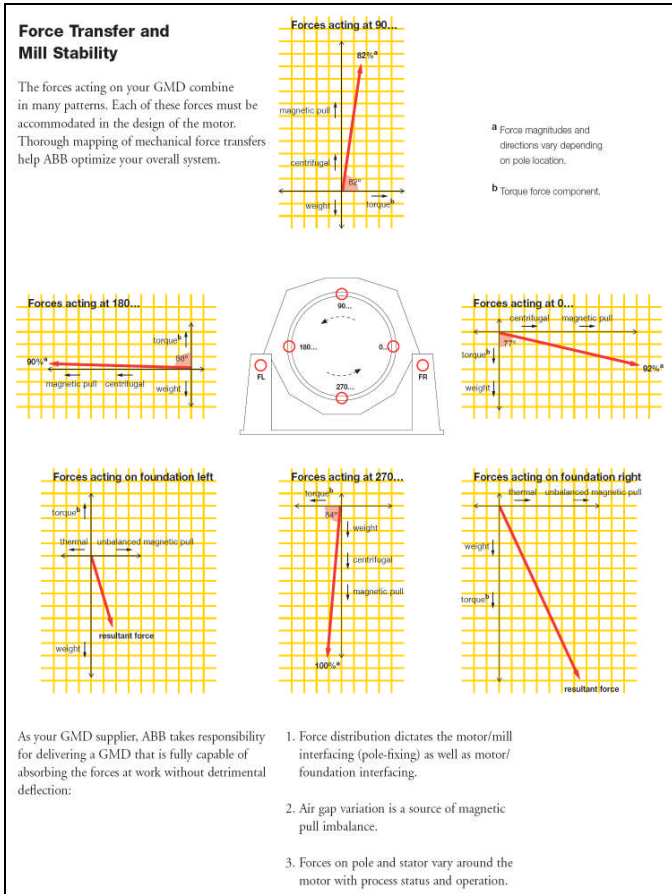 Force Transfer and
Mill Stability
The forces acting on your GMD combine
in many patterns. Each of these forces must be
accommodated in the design of the motor.
Thorough mapping of mechanical force transfers
help ABB optimize your overall system.
Forces acting at 90...
82%ᵃ
magnetic pull
centrifugal
82°
weight
torqueᵇ
a Force magnitudes and
directions vary depending
on pole location.
b Torque force component.
Forces acting at 180...
torqueᵇ
90%ᵃ
88°
magnetic pull centrifugal
weight
90...
180...
0...
270...
FL
FR
Forces acting at 0...
centrifugal magnetic pull
torqueᵇ
77°
weight
92%ᵃ
Forces acting on foundation left
torqueᵇ
thermal unbalanced magnetic pull
resultant force
weight
Forces acting at 270...
torqueᵇ
84°
weight
centrifugal
magnetic pull
100%ᵃ
Forces acting on foundation right
thermal unbalanced magnetic pull
weight
torqueᵇ
resultant force
As your GMD supplier, ABB takes responsibility
for delivering a GMD that is fully capable of
absorbing the forces at work without detrimental
deflection:
1. Force distribution dictates the motor/mill
interfacing (pole-fixing) as well as motor/
foundation interfacing.
2. Air gap variation is a source of magnetic
pull imbalance.
3. Forces on pole and stator vary around the
motor with process status and operation.